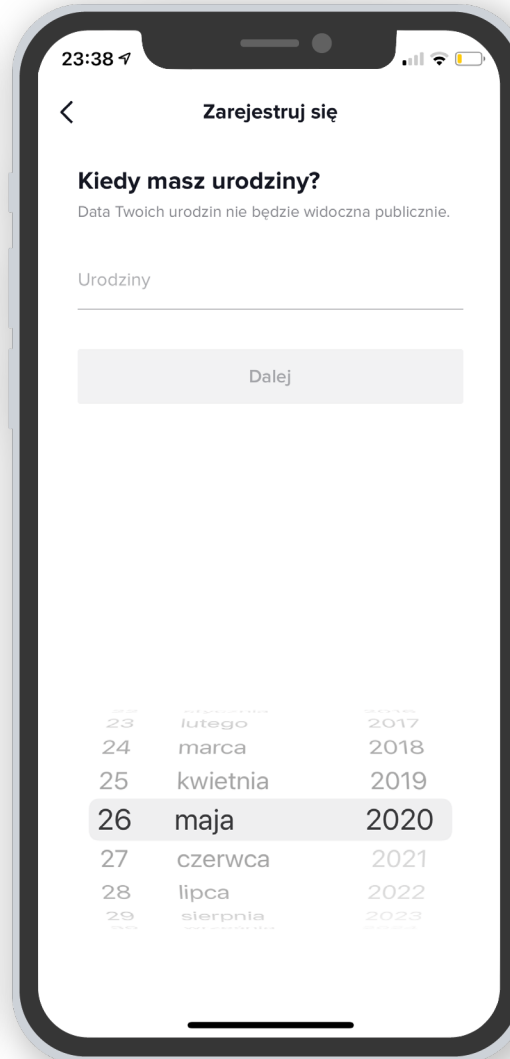 23:38
Zarejestruj się
Kiedy masz urodziny?
Data Twoich urodzin nie będzie widoczna publicznie.
Urodziny
Dalej
23 lutego 2017
24 marca 2018
25 kwietnia 2019
26 maja 2020
27 czerwca 2021
28 lipca 2022
29 sierpnia 2023